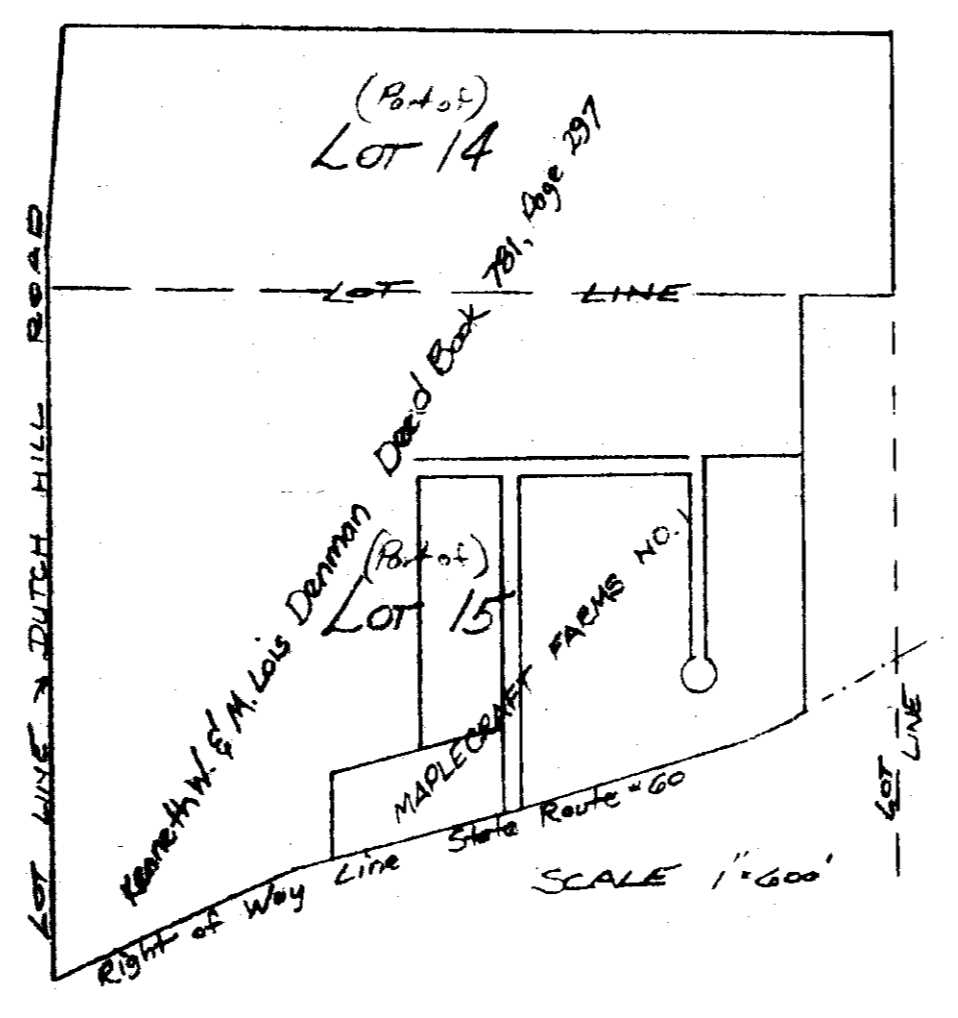 (Part of)
LOT 14
Kenneth W. & M. Lois Denman Deed Book 781, Page 297
LOT LINE → DUTCH HILL ROAD
LOT LINE
(Part of)
LOT 15
MAPLECRAFT FARMS NO. 1
LOT LINE
Right of Way Line State Route #60
SCALE 1"=600'